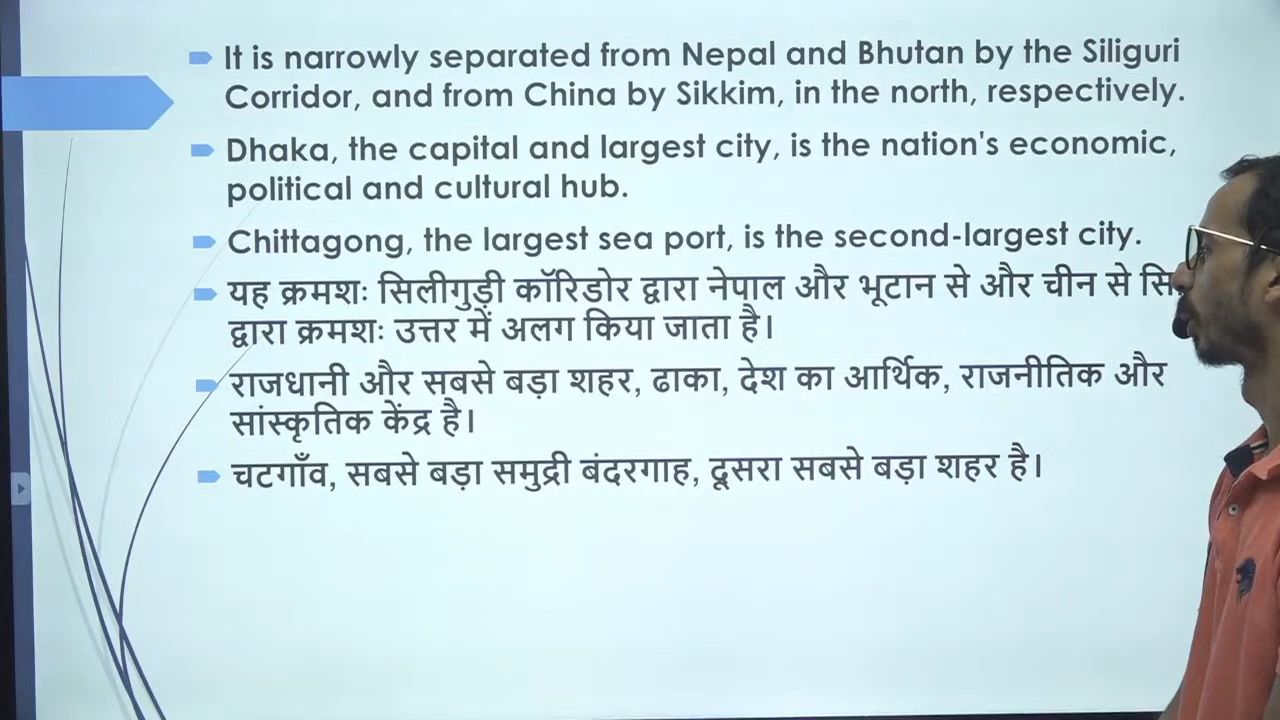 It is narrowly separated from Nepal and Bhutan by the Siliguri
Corridor, and from China by Sikkim, in the north, respectively.
Dhaka, the capital and largest city, is the nation's economic,
political and cultural hub.
Chittagong, the largest sea port, is the second-largest city.
यह क्रमशः सिलीगुड़ी कॉरिडोर द्वारा नेपाल और भूटान से और चीन से
द्वारा क्रमशः उत्तर में अलग किया जाता है।
राजधानी और सबसे बड़ा शहर, ढाका, देश का आर्थिक, राजनीतिक और
सांस्कृतिक केंद्र है।
चटगाँव, सबसे बड़ा समुद्री बंदरगाह, दूसरा सबसे बड़ा शहर है।